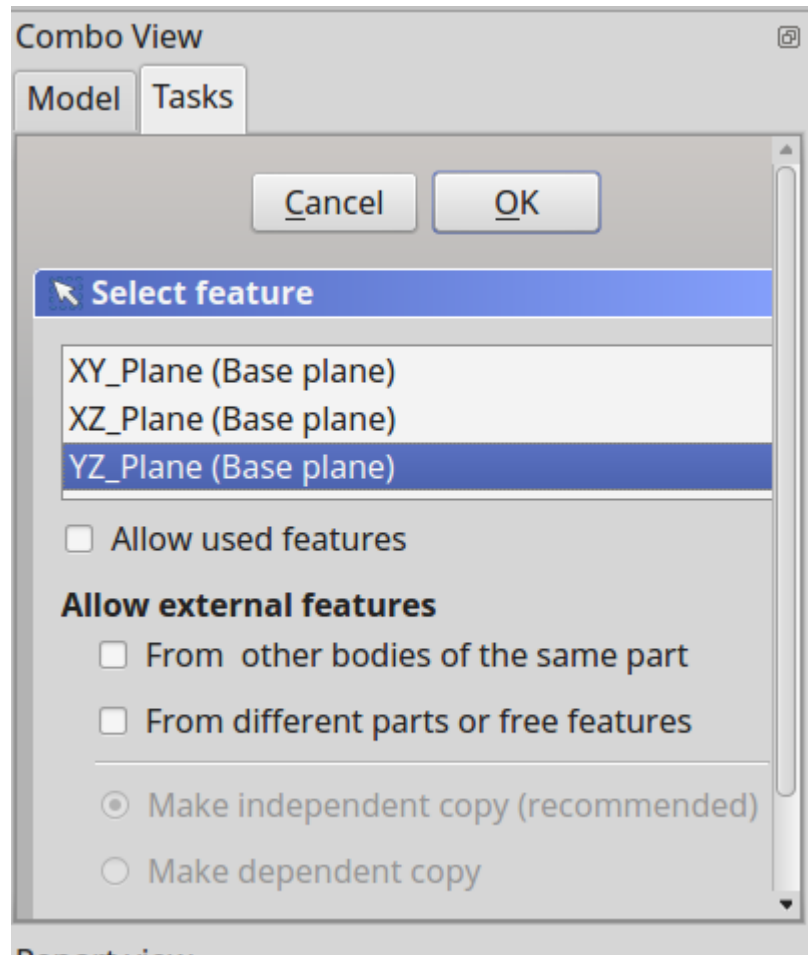 Combo View
Model Tasks
Cancel OK
Select feature
XY_Plane (Base plane)
XZ_Plane (Base plane)
YZ_Plane (Base plane)
Allow used features
Allow external features
From  other bodies of the same part
From different parts or free features
Make independent copy (recommended)
Make dependent copy
Report view